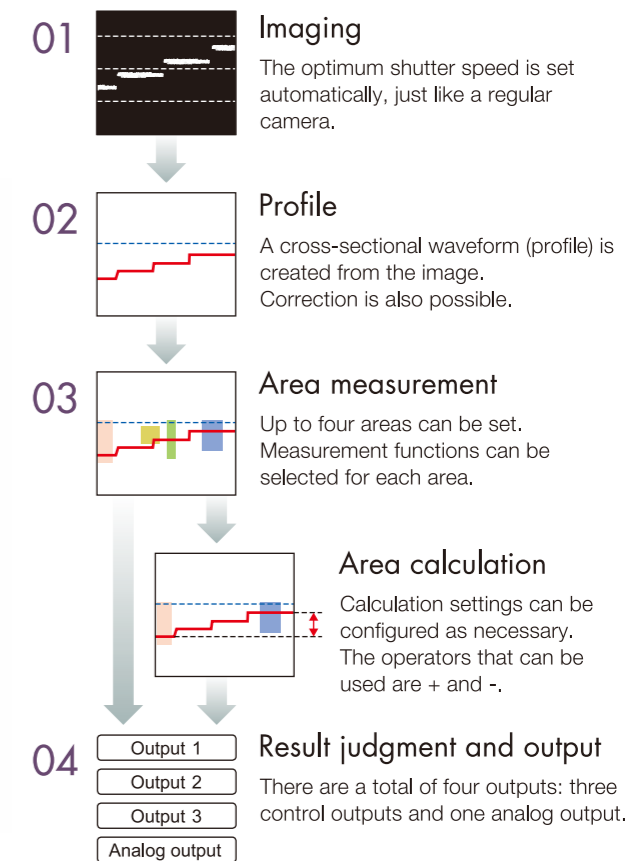 01
Imaging
The optimum shutter speed is set
automatically, just like a regular
camera.
02
Profile
A cross-sectional waveform (profile) is
created from the image.
Correction is also possible.
03
Area measurement
Up to four areas can be set.
Measurement functions can be
selected for each area.
Area calculation
Calculation settings can be
configured as necessary.
The operators that can be
used are + and -.
04
Output 1
Output 2
Output 3
Analog output
Result judgment and output
There are a total of four outputs: three
control outputs and one analog output.